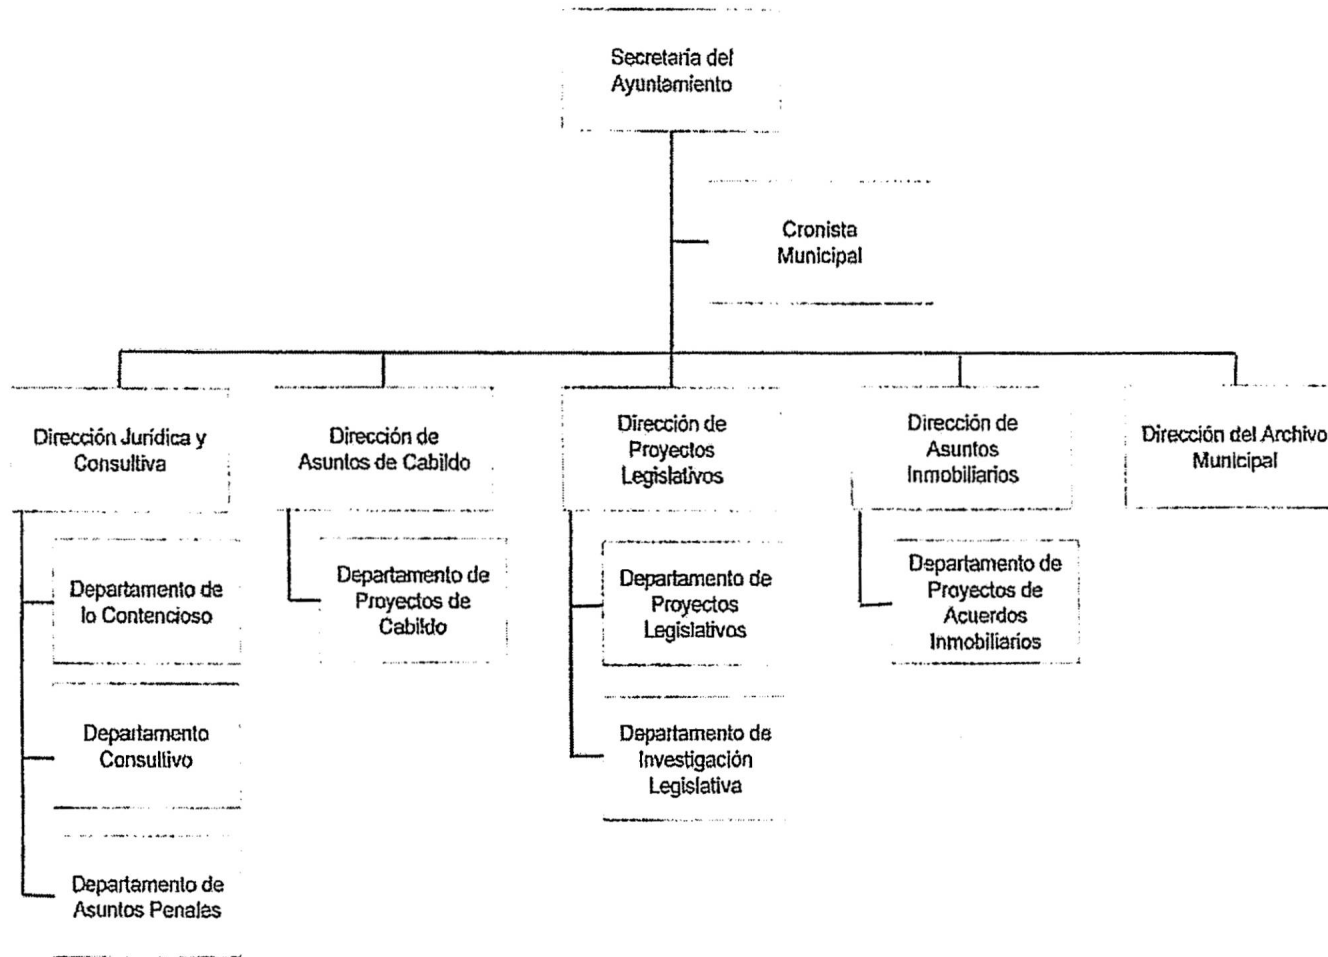 Secretaría del
Ayuntamiento
Cronista
Municipal
Dirección Jurídica y
Consultiva
Dirección de
Asuntos de Cabildo
Dirección de
Proyectos
Legislativos
Dirección de
Asuntos
Inmobiliarios
Dirección del Archivo
Municipal
Departamento de
lo Contencioso
Departamento de
Proyectos de
Cabildo
Departamento de
Proyectos
Legislativos
Departamento de
Proyectos de
Acuerdos
Inmobiliarios
Departamento
Consultivo
Departamento de
Investigación
Legislativa
Departamento de
Asuntos Penales